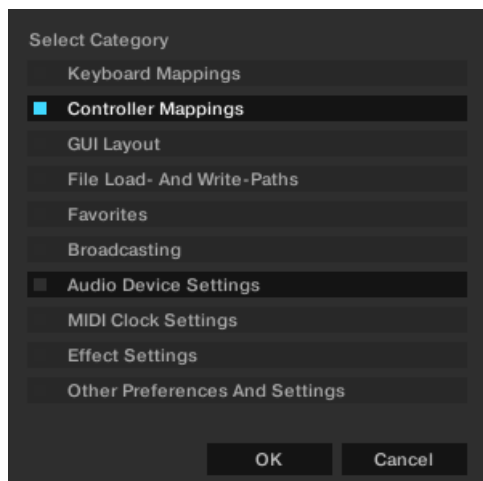 Select Category
Keyboard Mappings
Controller Mappings
GUI Layout
File Load- And Write-Paths
Favorites
Broadcasting
Audio Device Settings
MIDI Clock Settings
Effect Settings
Other Preferences And Settings
OK Cancel